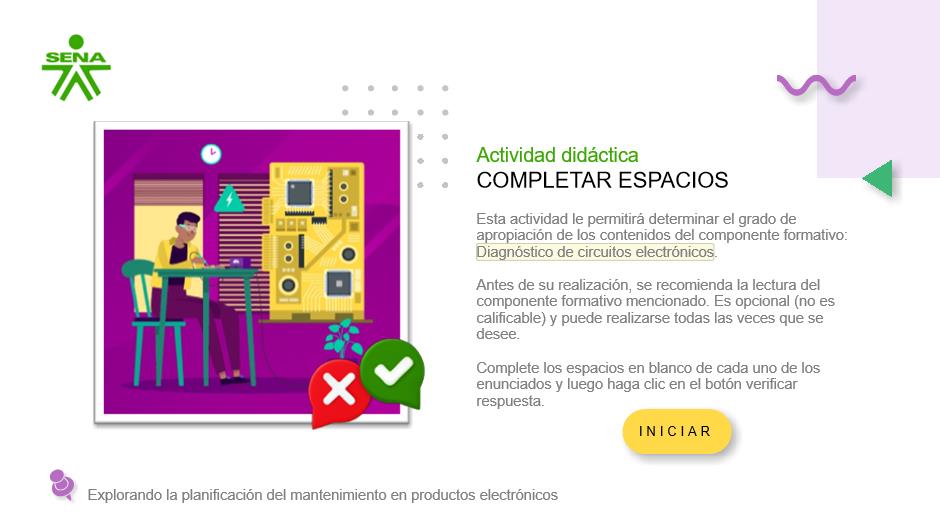 SENA
Actividad didáctica
COMPLETAR ESPACIOS
Esta actividad le permitirá determinar el grado de
apropiación de los contenidos del componente formativo:
Diagnóstico de circuitos electrónicos.
Antes de su realización, se recomienda la lectura del
componente formativo mencionado. Es opcional (no es
calificable) y puede realizarse todas las veces que se
desee.
Complete los espacios en blanco de cada uno de los
enunciados y luego haga clic en el botón verificar
respuesta.
INICIAR
Explorando la planificación del mantenimiento en productos electrónicos